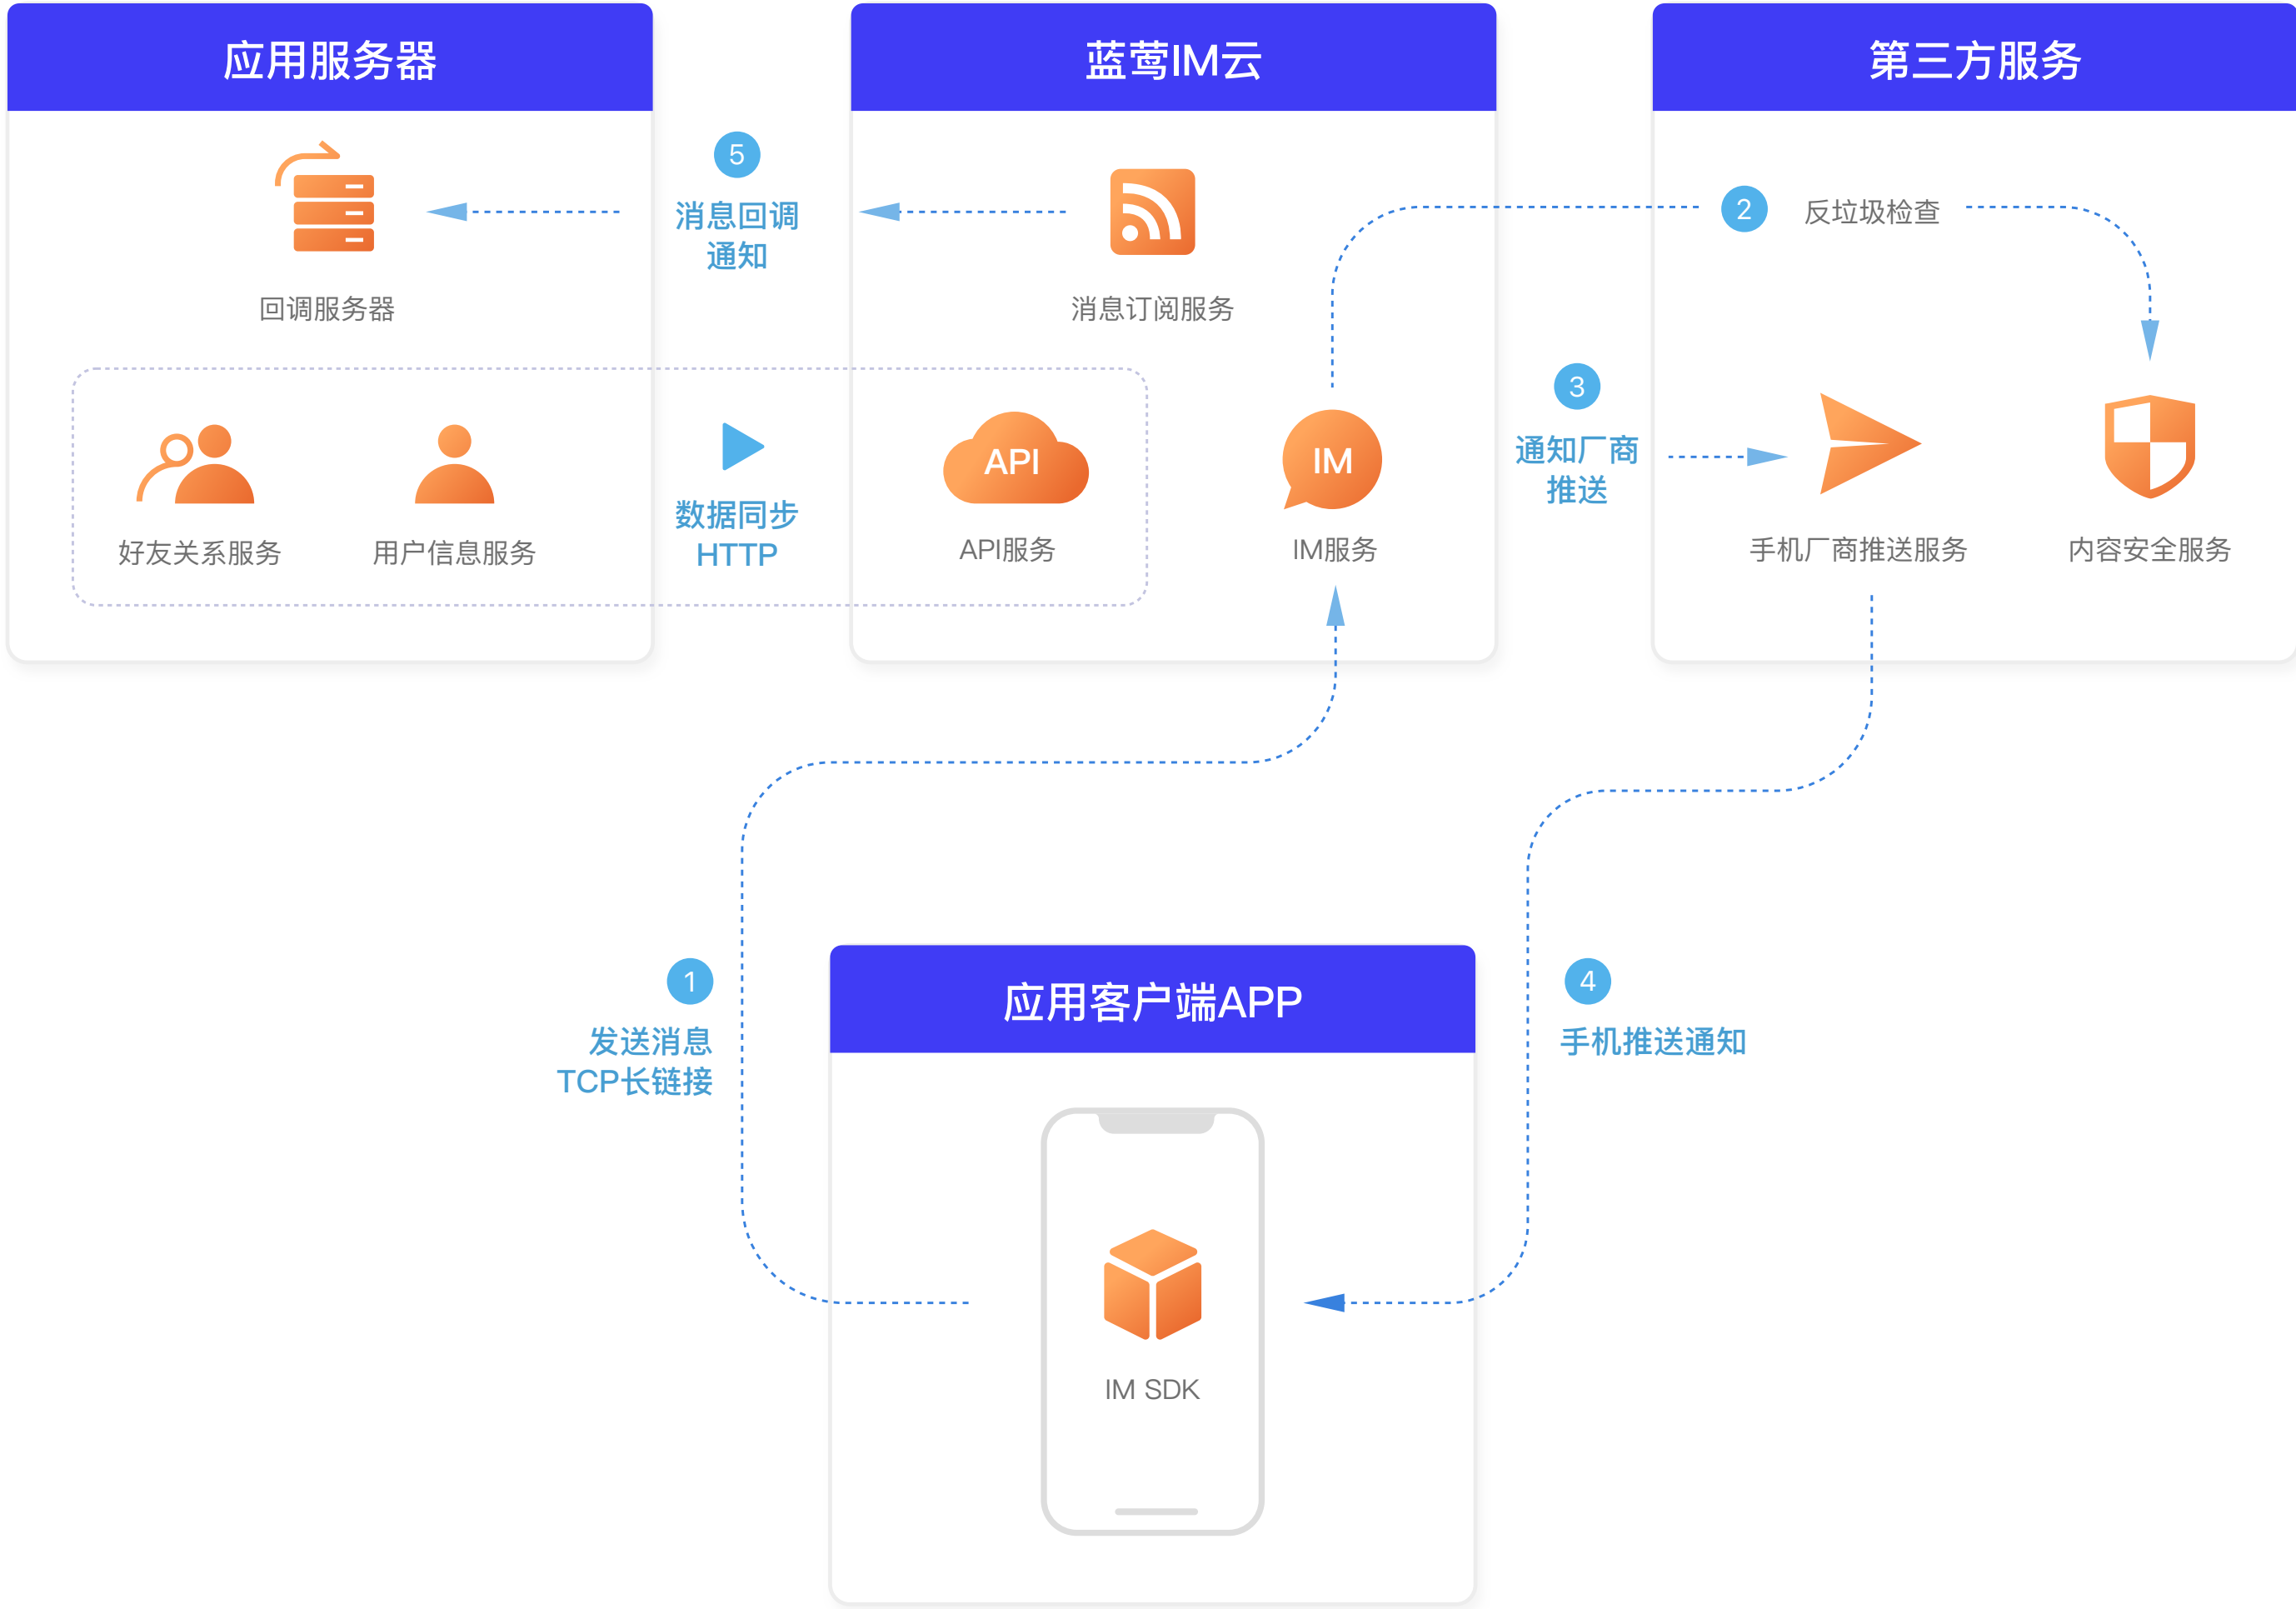 应用服务器
蓝莺IM云
第三方服务
5
消息回调
通知
2
反垃圾检查
回调服务器
消息订阅服务
3
通知厂商
推送
API
IM
数据同步
HTTP
好友关系服务
用户信息服务
API服务
IM服务
手机厂商推送服务
内容安全服务
1
发送消息
TCP长链接
应用客户端APP
4
手机推送通知
IM SDK